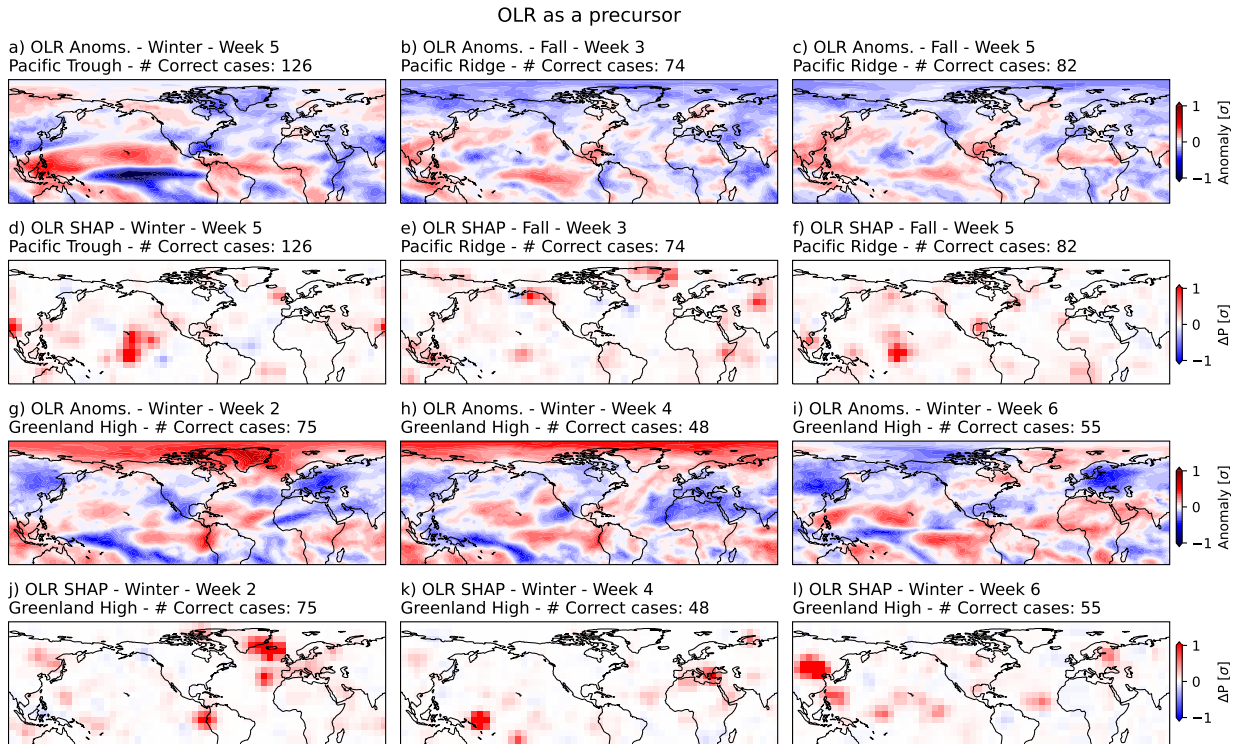 OLR as a precursor
a) OLR Anoms. - Winter - Week 5
Pacific Trough - # Correct cases: 126
b) OLR Anoms. - Fall - Week 3
Pacific Ridge - # Correct cases: 74
c) OLR Anoms. - Fall - Week 5
Pacific Ridge - # Correct cases: 82
1
0
−1
Anomaly [σ]
d) OLR SHAP - Winter - Week 5
Pacific Trough - # Correct cases: 126
e) OLR SHAP - Fall - Week 3
Pacific Ridge - # Correct cases: 74
f) OLR SHAP - Fall - Week 5
Pacific Ridge - # Correct cases: 82
1
0
−1
ΔP [σ]
g) OLR Anoms. - Winter - Week 2
Greenland High - # Correct cases: 75
h) OLR Anoms. - Winter - Week 4
Greenland High - # Correct cases: 48
i) OLR Anoms. - Winter - Week 6
Greenland High - # Correct cases: 55
1
0
−1
Anomaly [σ]
j) OLR SHAP - Winter - Week 2
Greenland High - # Correct cases: 75
k) OLR SHAP - Winter - Week 4
Greenland High - # Correct cases: 48
l) OLR SHAP - Winter - Week 6
Greenland High - # Correct cases: 55
1
0
−1
ΔP [σ]